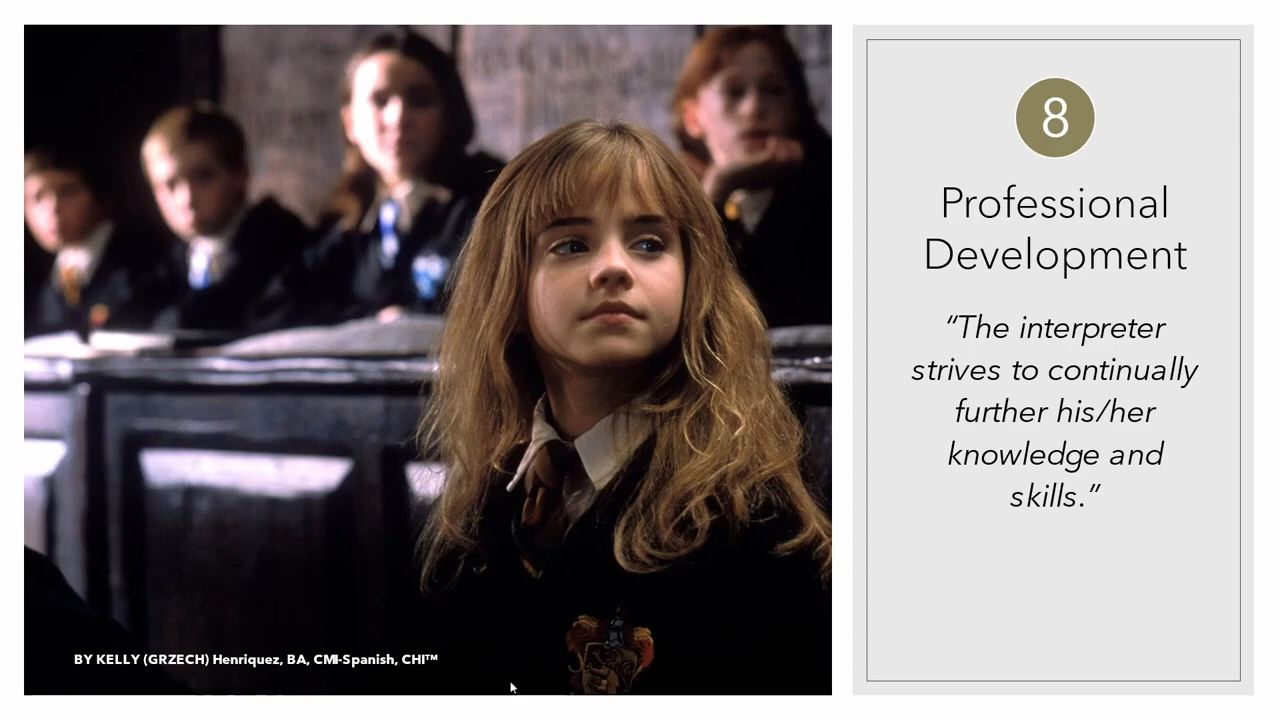 8
Professional
Development
“The interpreter
strives to continually
further his/her
knowledge and
skills.”
BY KELLY (GRZECH) Henriquez, BA, CMI-Spanish, CHI™